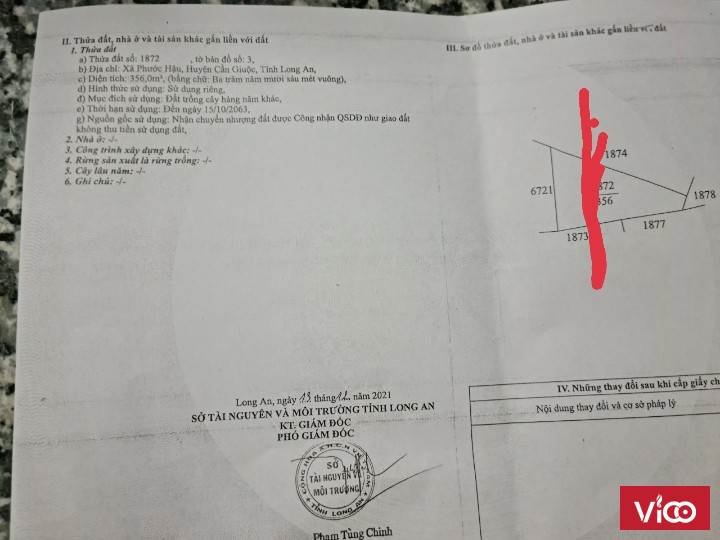 II. Thửa đất, nhà ở và tài sản khác gắn liền với đất
1. Thửa đất
a) Thửa đất số: 1872 , tờ bản đồ số: 3,
b) Địa chỉ: Xã Phước Hậu, Huyện Cần Giuộc, Tỉnh Long An,
c) Diện tích: 356,0m², (bằng chữ: Ba trăm năm mươi sáu mét vuông),
d) Hình thức sử dụng: Sử dụng riêng,
đ) Mục đích sử dụng: Đất trồng cây hàng năm khác,
e) Thời hạn sử dụng: Đến ngày 15/10/2063,
g) Nguồn gốc sử dụng: Nhận chuyển nhượng đất được Công nhận QSDĐ như giao đất
không thu tiền sử dụng đất,
2. Nhà ở: -/-
3. Công trình xây dựng khác: -/-
4. Rừng sản xuất là rừng trồng: -/-
5. Cây lâu năm: -/-
6. Ghi chú: -/-
Long An, ngày 13 tháng 12 năm 2021
SỞ TÀI NGUYÊN VÀ MÔI TRƯỜNG TỈNH LONG AN
KT. GIÁM ĐỐC
PHÓ GIÁM ĐỐC
SỞ
TÀI NGUYÊN VÀ
MÔI TRƯỜNG
TỈNH LONG AN
Phạm Tùng Chinh
III. Sơ đồ thửa đất, nhà ở và tài sản khác gắn liền với đất
1874
6721
872
356
1878
1873
1877
IV. Những thay đổi sau khi cấp giấy ch
Nội dung thay đổi và cơ sở pháp lý
Vico